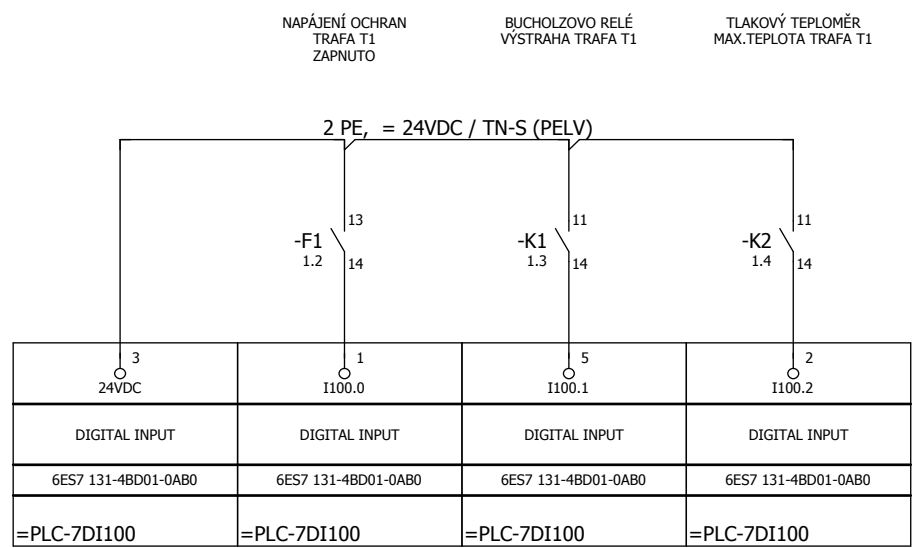 NAPÁJENÍ OCHRAN
TRAFA T1
ZAPNUTO
BUCHOLZOVO RELÉ
VÝSTRAHA TRAFA T1
TLAKOVÝ TEPLOMĚR
MAX.TEPLOTA TRAFA T1
2 PE, = 24VDC / TN-S (PELV)
13
-F1
1.2
14
11
-K1
1.3
14
11
-K2
1.4
14
3
24VDC
1
I100.0
5
I100.1
2
I100.2
DIGITAL INPUT
DIGITAL INPUT
DIGITAL INPUT
DIGITAL INPUT
6ES7 131-4BD01-0AB0
6ES7 131-4BD01-0AB0
6ES7 131-4BD01-0AB0
6ES7 131-4BD01-0AB0
=PLC-7DI100
=PLC-7DI100
=PLC-7DI100
=PLC-7DI100